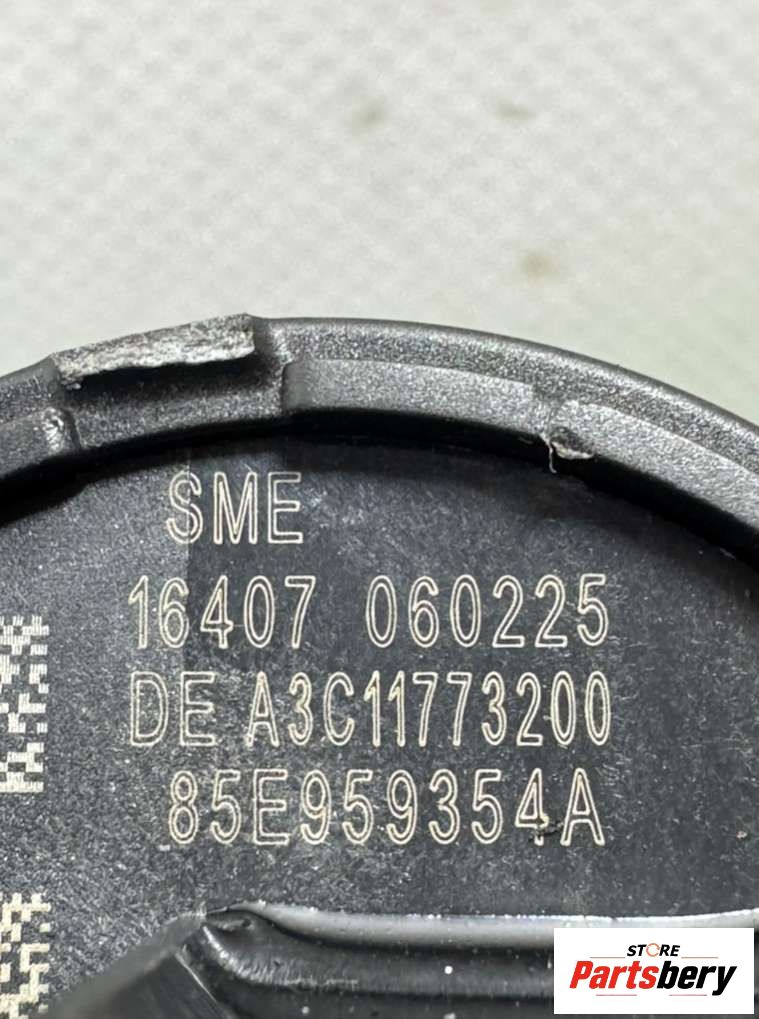 SME
16407 060225
DE A3C11773200
85E959354A
STORE
Partsbery